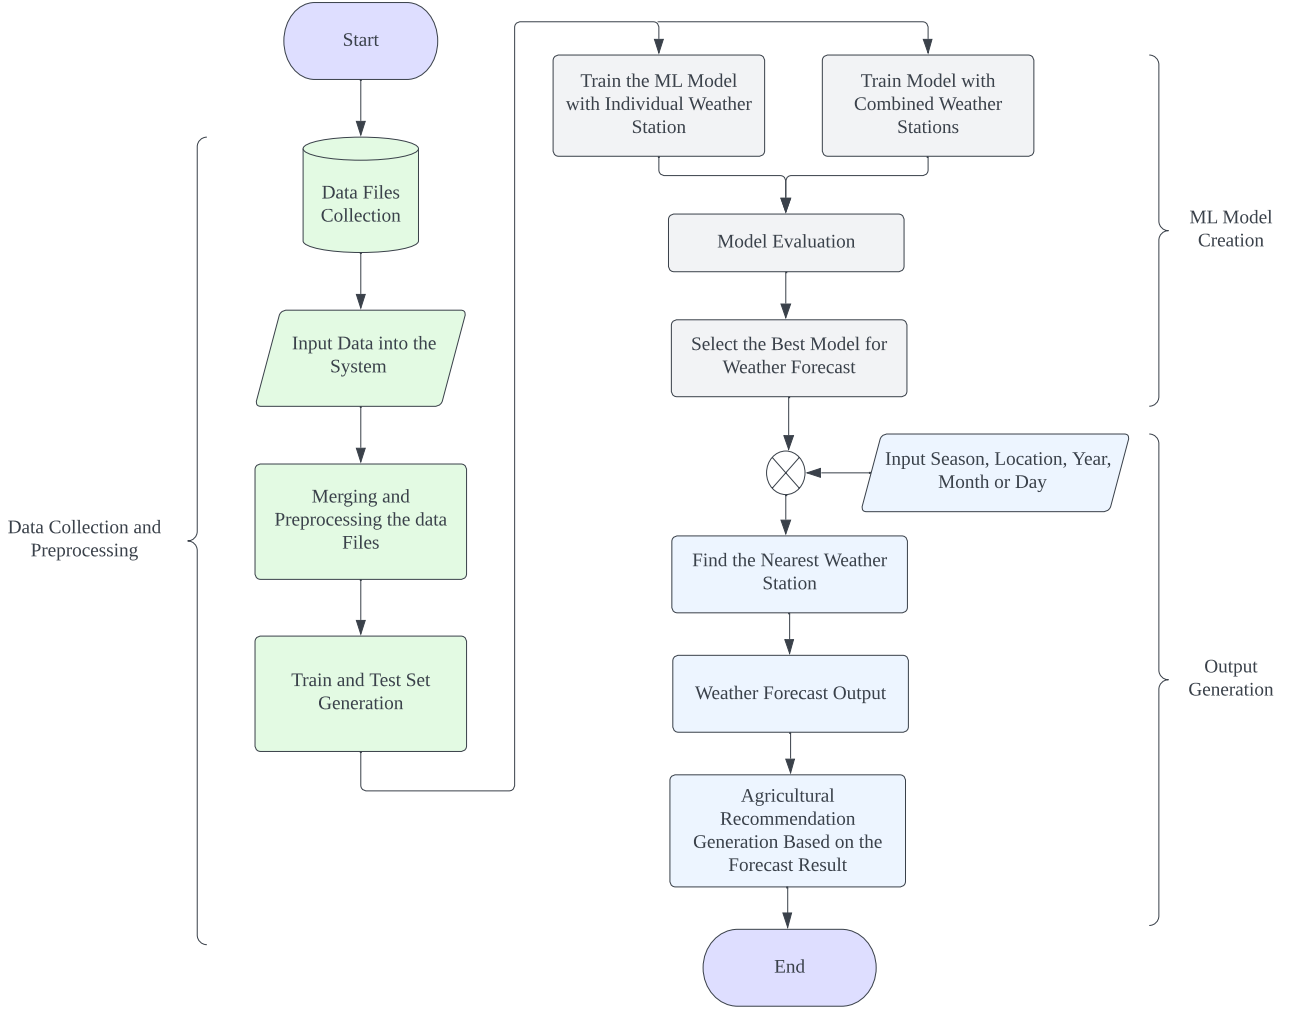 Start
Data Files
Collection
Input Data into the
System
Merging and
Preprocessing the data
Files
Train and Test Set
Generation
Data Collection and
Preprocessing
Train the ML Model
with Individual Weather
Station
Train Model with
Combined Weather
Stations
Model Evaluation
Select the Best Model for
Weather Forecast
ML Model
Creation
Input Season, Location, Year,
Month or Day
Find the Nearest Weather
Station
Weather Forecast Output
Agricultural
Recommendation
Generation Based on the
Forecast Result
Output
Generation
End